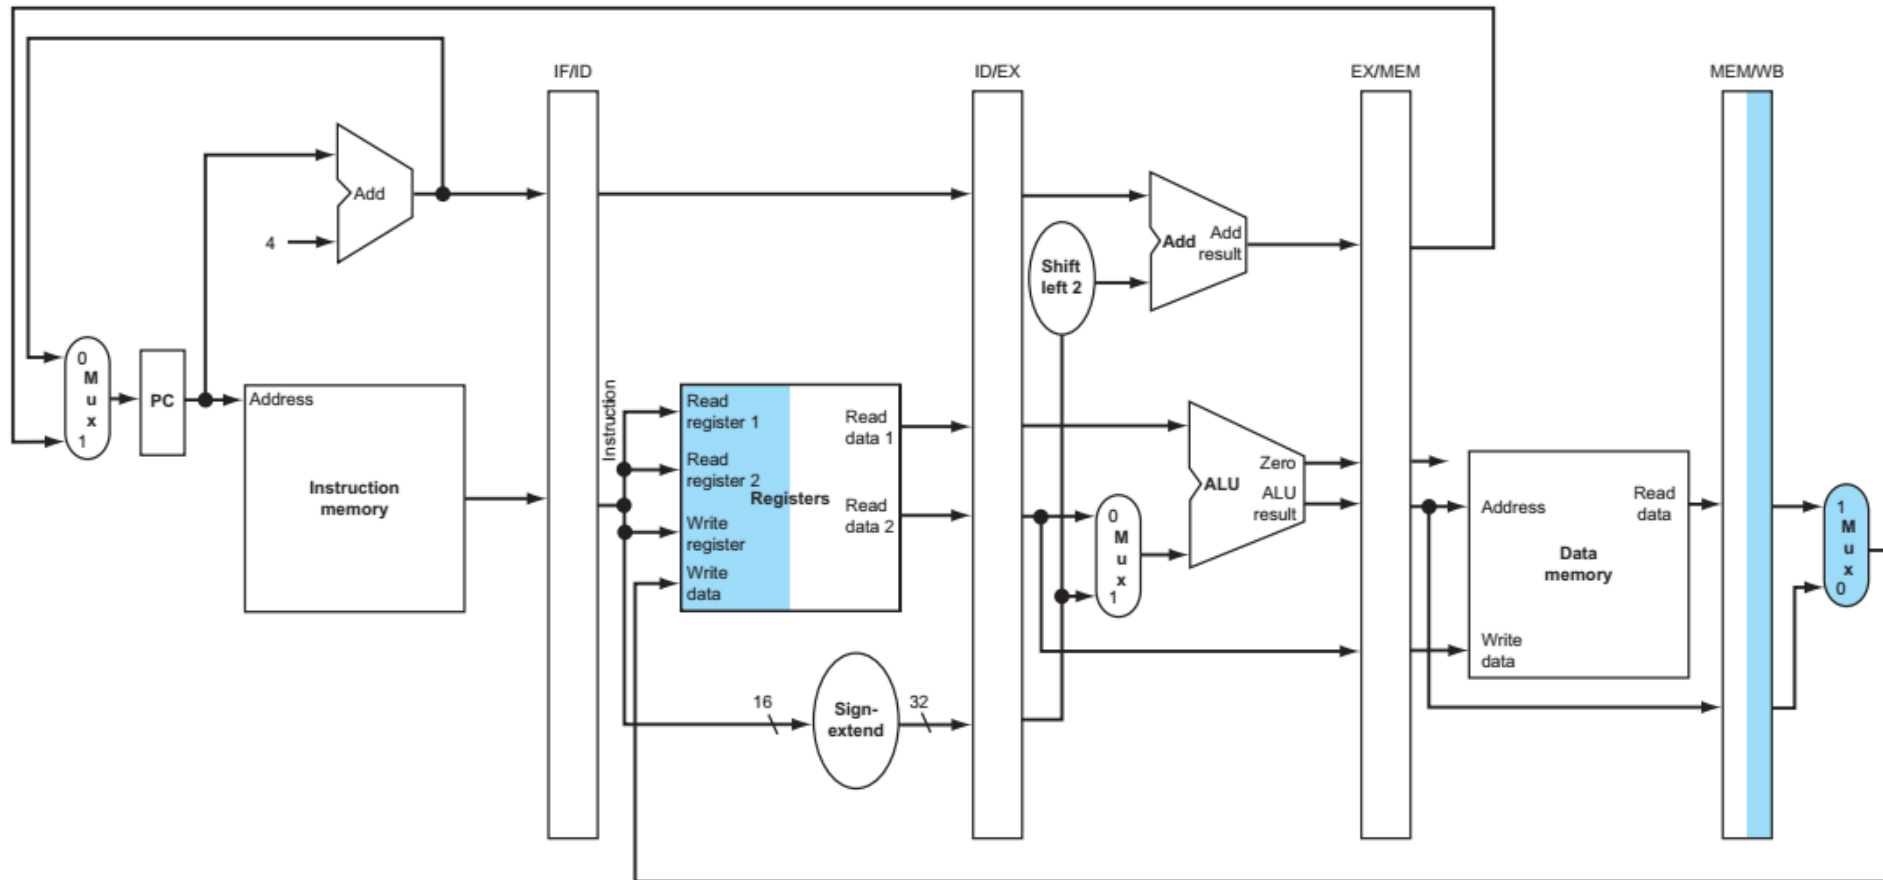 IF/ID
ID/EX
EX/MEM
MEM/WB
Add
4
Add
Add
result
Shift
left 2
0
M
u
x
1
PC
Address
Instruction
memory
Instruction
Read
register 1
Read
register 2
Write
register
Write
data
Registers
Read
data 1
Read
data 2
16
Sign-
extend
32
0
M
u
x
1
ALU
Zero
ALU
result
Address
Read
data
Data
memory
Write
data
1
M
u
x
0